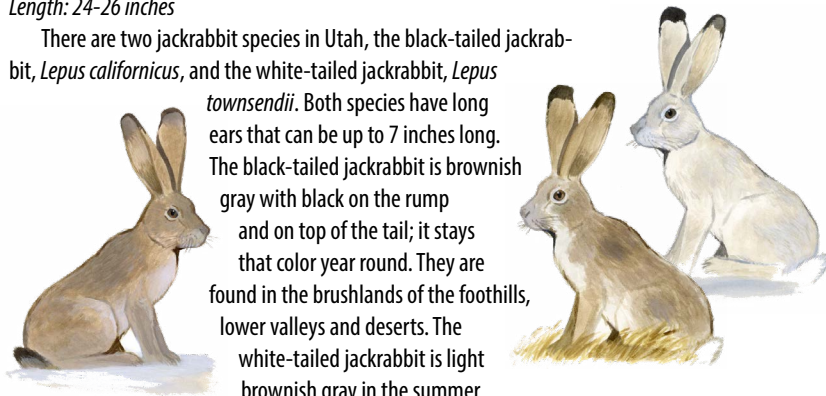 Length: 24-26 inches
There are two jackrabbit species in Utah, the black-tailed jackrab-
bit, Lepus californicus, and the white-tailed jackrabbit, Lepus
townsendii. Both species have long
ears that can be up to 7 inches long.
The black-tailed jackrabbit is brownish
gray with black on the rump
and on top of the tail; it stays
that color year round. They are
found in the brushlands of the foothills,
lower valleys and deserts. The
white-tailed jackrabbit is light
brownish gray in the summer